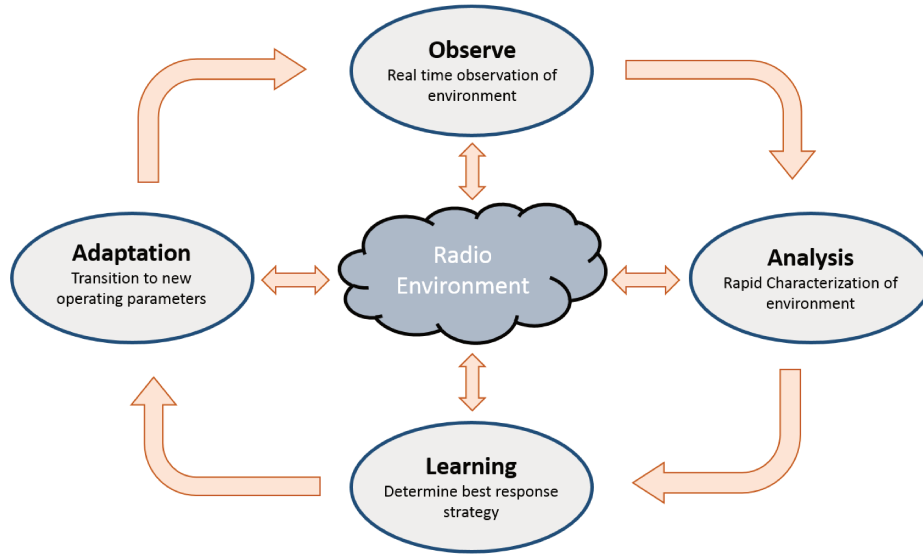 Observe
Real time observation of
environment
Adaptation
Transition to new
operating parameters
Radio
Environment
Analysis
Rapid Characterization of
environment
Learning
Determine best response
strategy